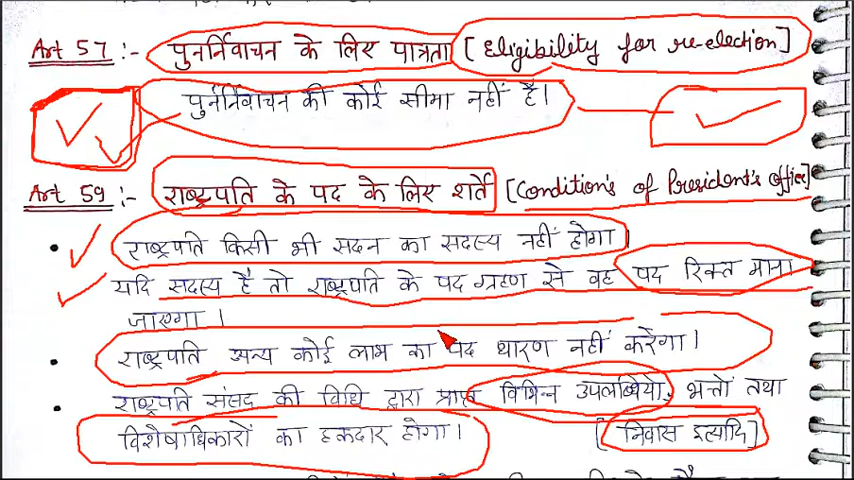 Art 57 :- पुनर्निवाचन के लिए पात्रता [Eligibility for re-election]
पुर्ननिवाचन की कोई सीमा नहीं है।
Art 59 :- राष्ट्रपति के पद के लिए शर्ते [Condition's of President's office]
• राष्ट्रपति किसी भी सदन का सदस्य नहीं होगा
यदि सदस्य है तो राष्ट्रपति के पद ग्रहण से वह पद रिक्त माना
जाएगा ।
• राष्ट्रपति अन्य कोई लाभ का पद धारण नहीं करेगा।
• राष्ट्रपति संसद की विधि द्वारा प्राप्त विभिन्न उपलब्धियो, भत्तों तथा
विशेषाधिकारों का हकदार होगा। [निवास इत्यादि]